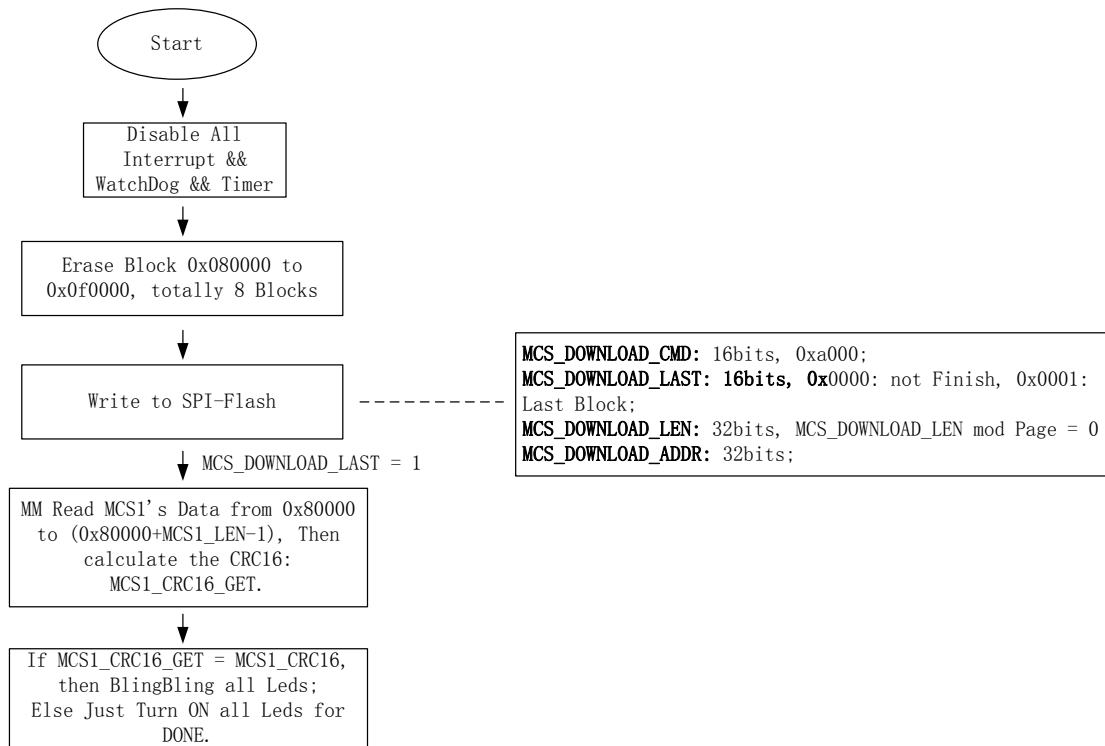 Start
Disable All
Interrupt &&
WatchDog && Timer
Erase Block 0x080000 to
0x0f0000, totally 8 Blocks
Write to SPI-Flash
MCS_DOWNLOAD_CMD: 16bits, 0xa000;
MCS_DOWNLOAD_LAST: 16bits, 0x0000: not Finish, 0x0001:
Last Block;
MCS_DOWNLOAD_LEN: 32bits, MCS_DOWNLOAD_LEN mod Page = 0
MCS_DOWNLOAD_ADDR: 32bits;
MCS_DOWNLOAD_LAST = 1
MM Read MCS1's Data from 0x80000
to (0x80000+MCS1_LEN-1), Then
calculate the CRC16:
MCS1_CRC16_GET.
If MCS1_CRC16_GET = MCS1_CRC16,
then BlingBling all Leds;
Else Just Turn ON all Leds for
DONE.